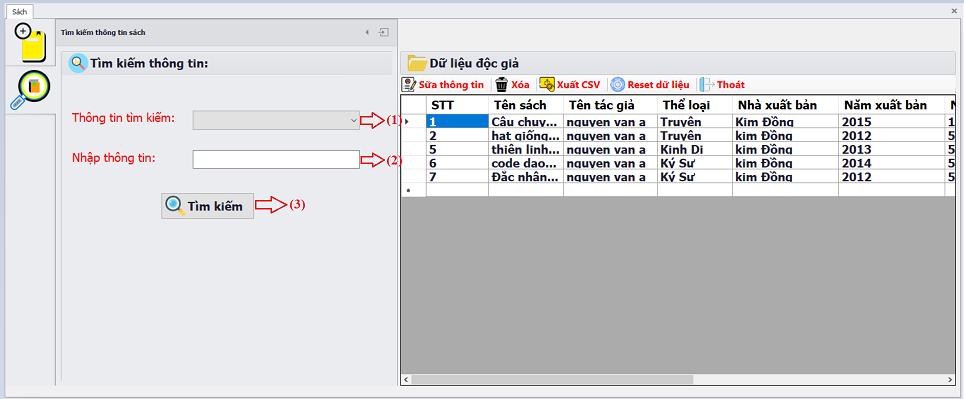 Sách
Tìm kiếm thông tin sách
Tìm kiếm thông tin:
Thông tin tìm kiếm: (1)
Nhập thông tin: (2)
Tìm kiếm (3)
Dữ liệu độc giả
Sữa thông tin Xóa Xuất CSV Reset dữ liệu Thoát
STT Tên sách Tên tác giả Thể loại Nhà xuất bản Năm xuất bản
1 Câu chuy... nguyen van a Truyện Kim Đồng 2015 1
2 hạt giống... nguyen van a Truyện kim Đồng 2012 5
5 thiên linh... nguyen van a Kinh Dị kim Đồng 2013 5
6 code dao... nguyen van a Kỹ Sư kim Đồng 2014 5
7 Đắc nhân... nguyen van a Kỹ Sư kim Đồng 2012 5